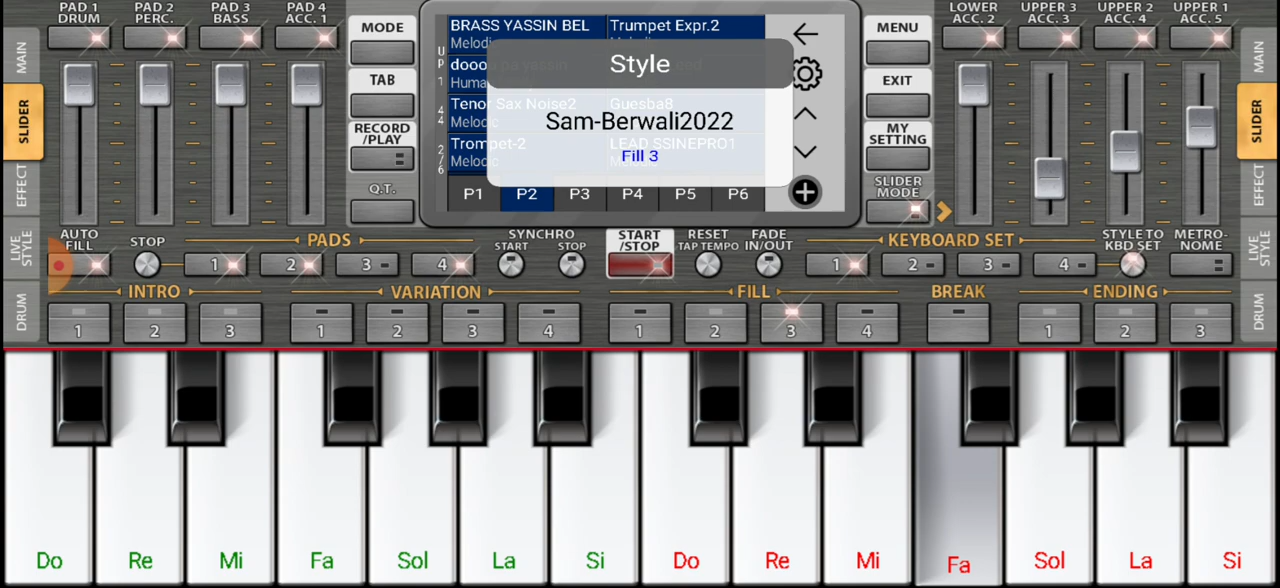 PAD 1
DRUM
PAD 2
PERC.
PAD 3
BASS
PAD 4
ACC. 1
MODE
TAB
RECORD
/PLAY
Q.T.
BRASS YASSIN BEL
Trumpet Expr.2
Style
Tenor Sax Noise2
Guesba8
Sam-Berwali2022
Trompet-2
LEAD SSINEPRO1
Melodic
Fill 3
P1 P2 P3 P4 P5 P6
MENU
EXIT
MY
SETTING
SLIDER
MODE
LOWER
ACC. 2
UPPER 3
ACC. 3
UPPER 2
ACC. 4
UPPER 1
ACC. 5
MAIN
SLIDER
EFFECT
LIVE
STYLE
DRUM
MAIN
SLIDER
EFFECT
LIVE
STYLE
DRUM
AUTO
FILL
STOP
PADS
1 2 3 4
SYNCHRO
START STOP
START
/STOP
RESET
TAP TEMPO
FADE
IN/OUT
KEYBOARD SET
1 2 3 4
STYLE TO
KBD SET
METRO-
NOME
INTRO
1 2 3
VARIATION
1 2 3 4
FILL
1 2 3 4
BREAK
ENDING
1 2 3
Do Re Mi Fa Sol La Si Do Re Mi Fa Sol La Si